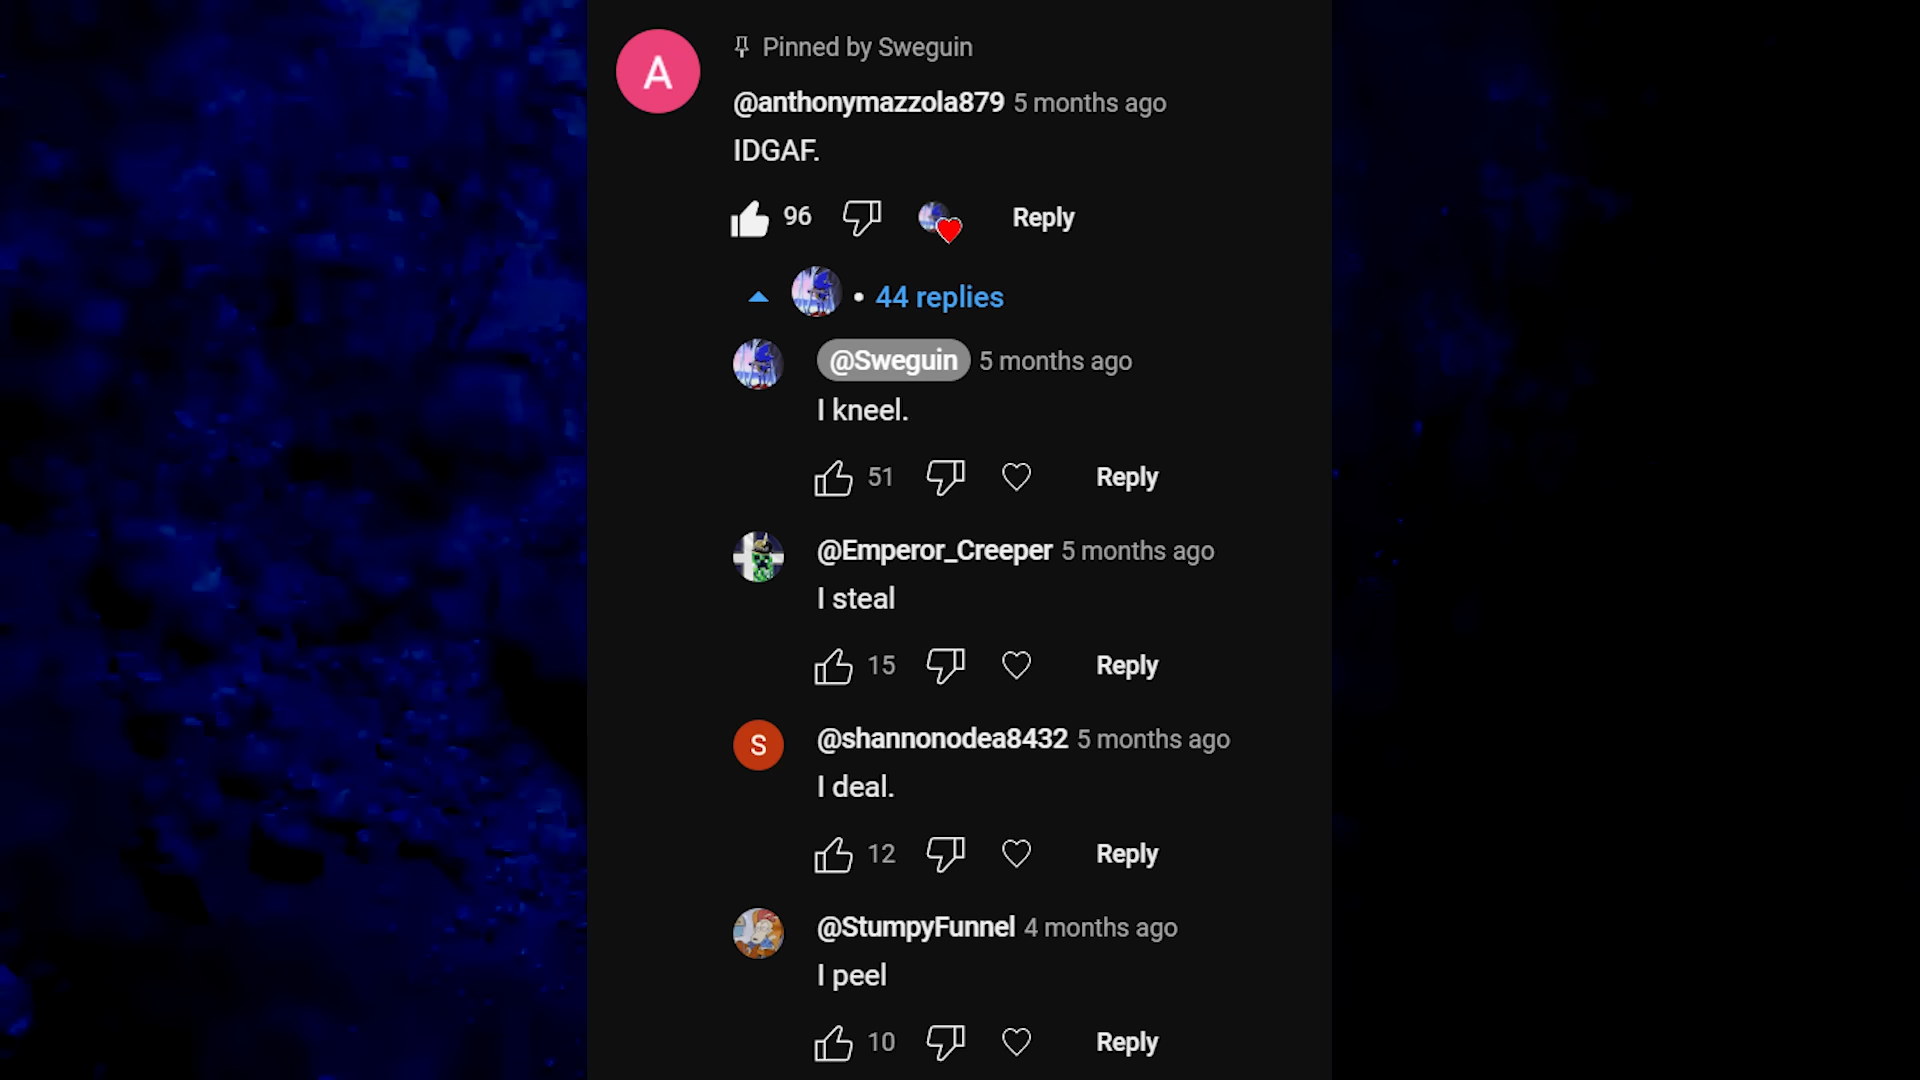 A
Pinned by Sweguin
@anthonymazzola879 5 months ago
IDGAF.
96 Reply
• 44 replies
@Sweguin 5 months ago
I kneel.
51 Reply
@Emperor_Creeper 5 months ago
I steal
15 Reply
S
@shannonodea8432 5 months ago
I deal.
12 Reply
@StumpyFunnel 4 months ago
I peel
10 Reply